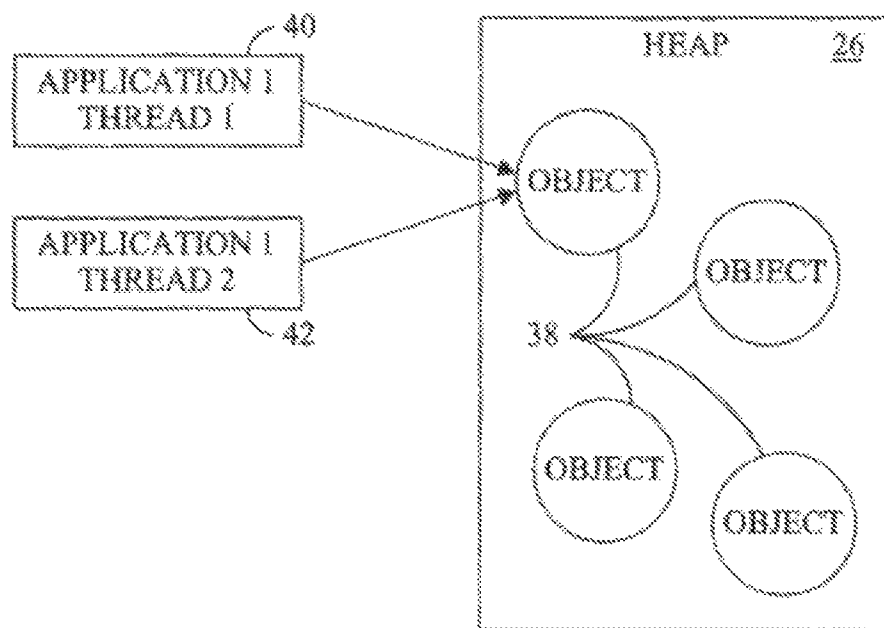 40
APPLICATION 1
THREAD 1
APPLICATION 1
THREAD 2
42
HEAP 26
OBJECT
OBJECT
38
OBJECT
OBJECT